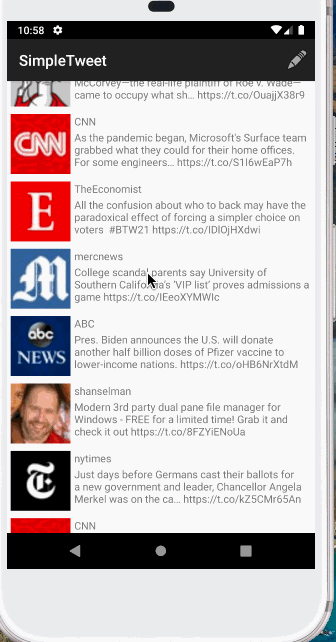 10:58
SimpleTweet
McCorvey—the real-life plaintiff of Roe v. Wade—
came to occupy what sh... https://t.co/OuajjX38r9
CNN
CNN
As the pandemic began, Microsoft's Surface team
grabbed what they could for their home offices.
For some engineers... https://t.co/S1I6wEaP7h
E
TheEconomist
All the confusion about who to back may have the
paradoxical effect of forcing a simpler choice on
voters #BTW21 https://t.co/IDlOjHXdwi
M
mercnews
College scandal parents say University of
Southern California's 'VIP list' proves admissions a
game https://t.co/IEeoXYMWIc
abc
NEWS
ABC
Pres. Biden announces the U.S. will donate
another half billion doses of Pfizer vaccine to
lower-income nations. https://t.co/oHB6NrXtdM
shanselman
Modern 3rd party dual pane file manager for
Windows - FREE for a limited time! Grab it and
check it out https://t.co/8FZYiENoUa
T
nytimes
Just days before Germans cast their ballots for
a new government and leader, Chancellor Angela
Merkel was on the ca... https://t.co/kZ5CMr65An
CNN